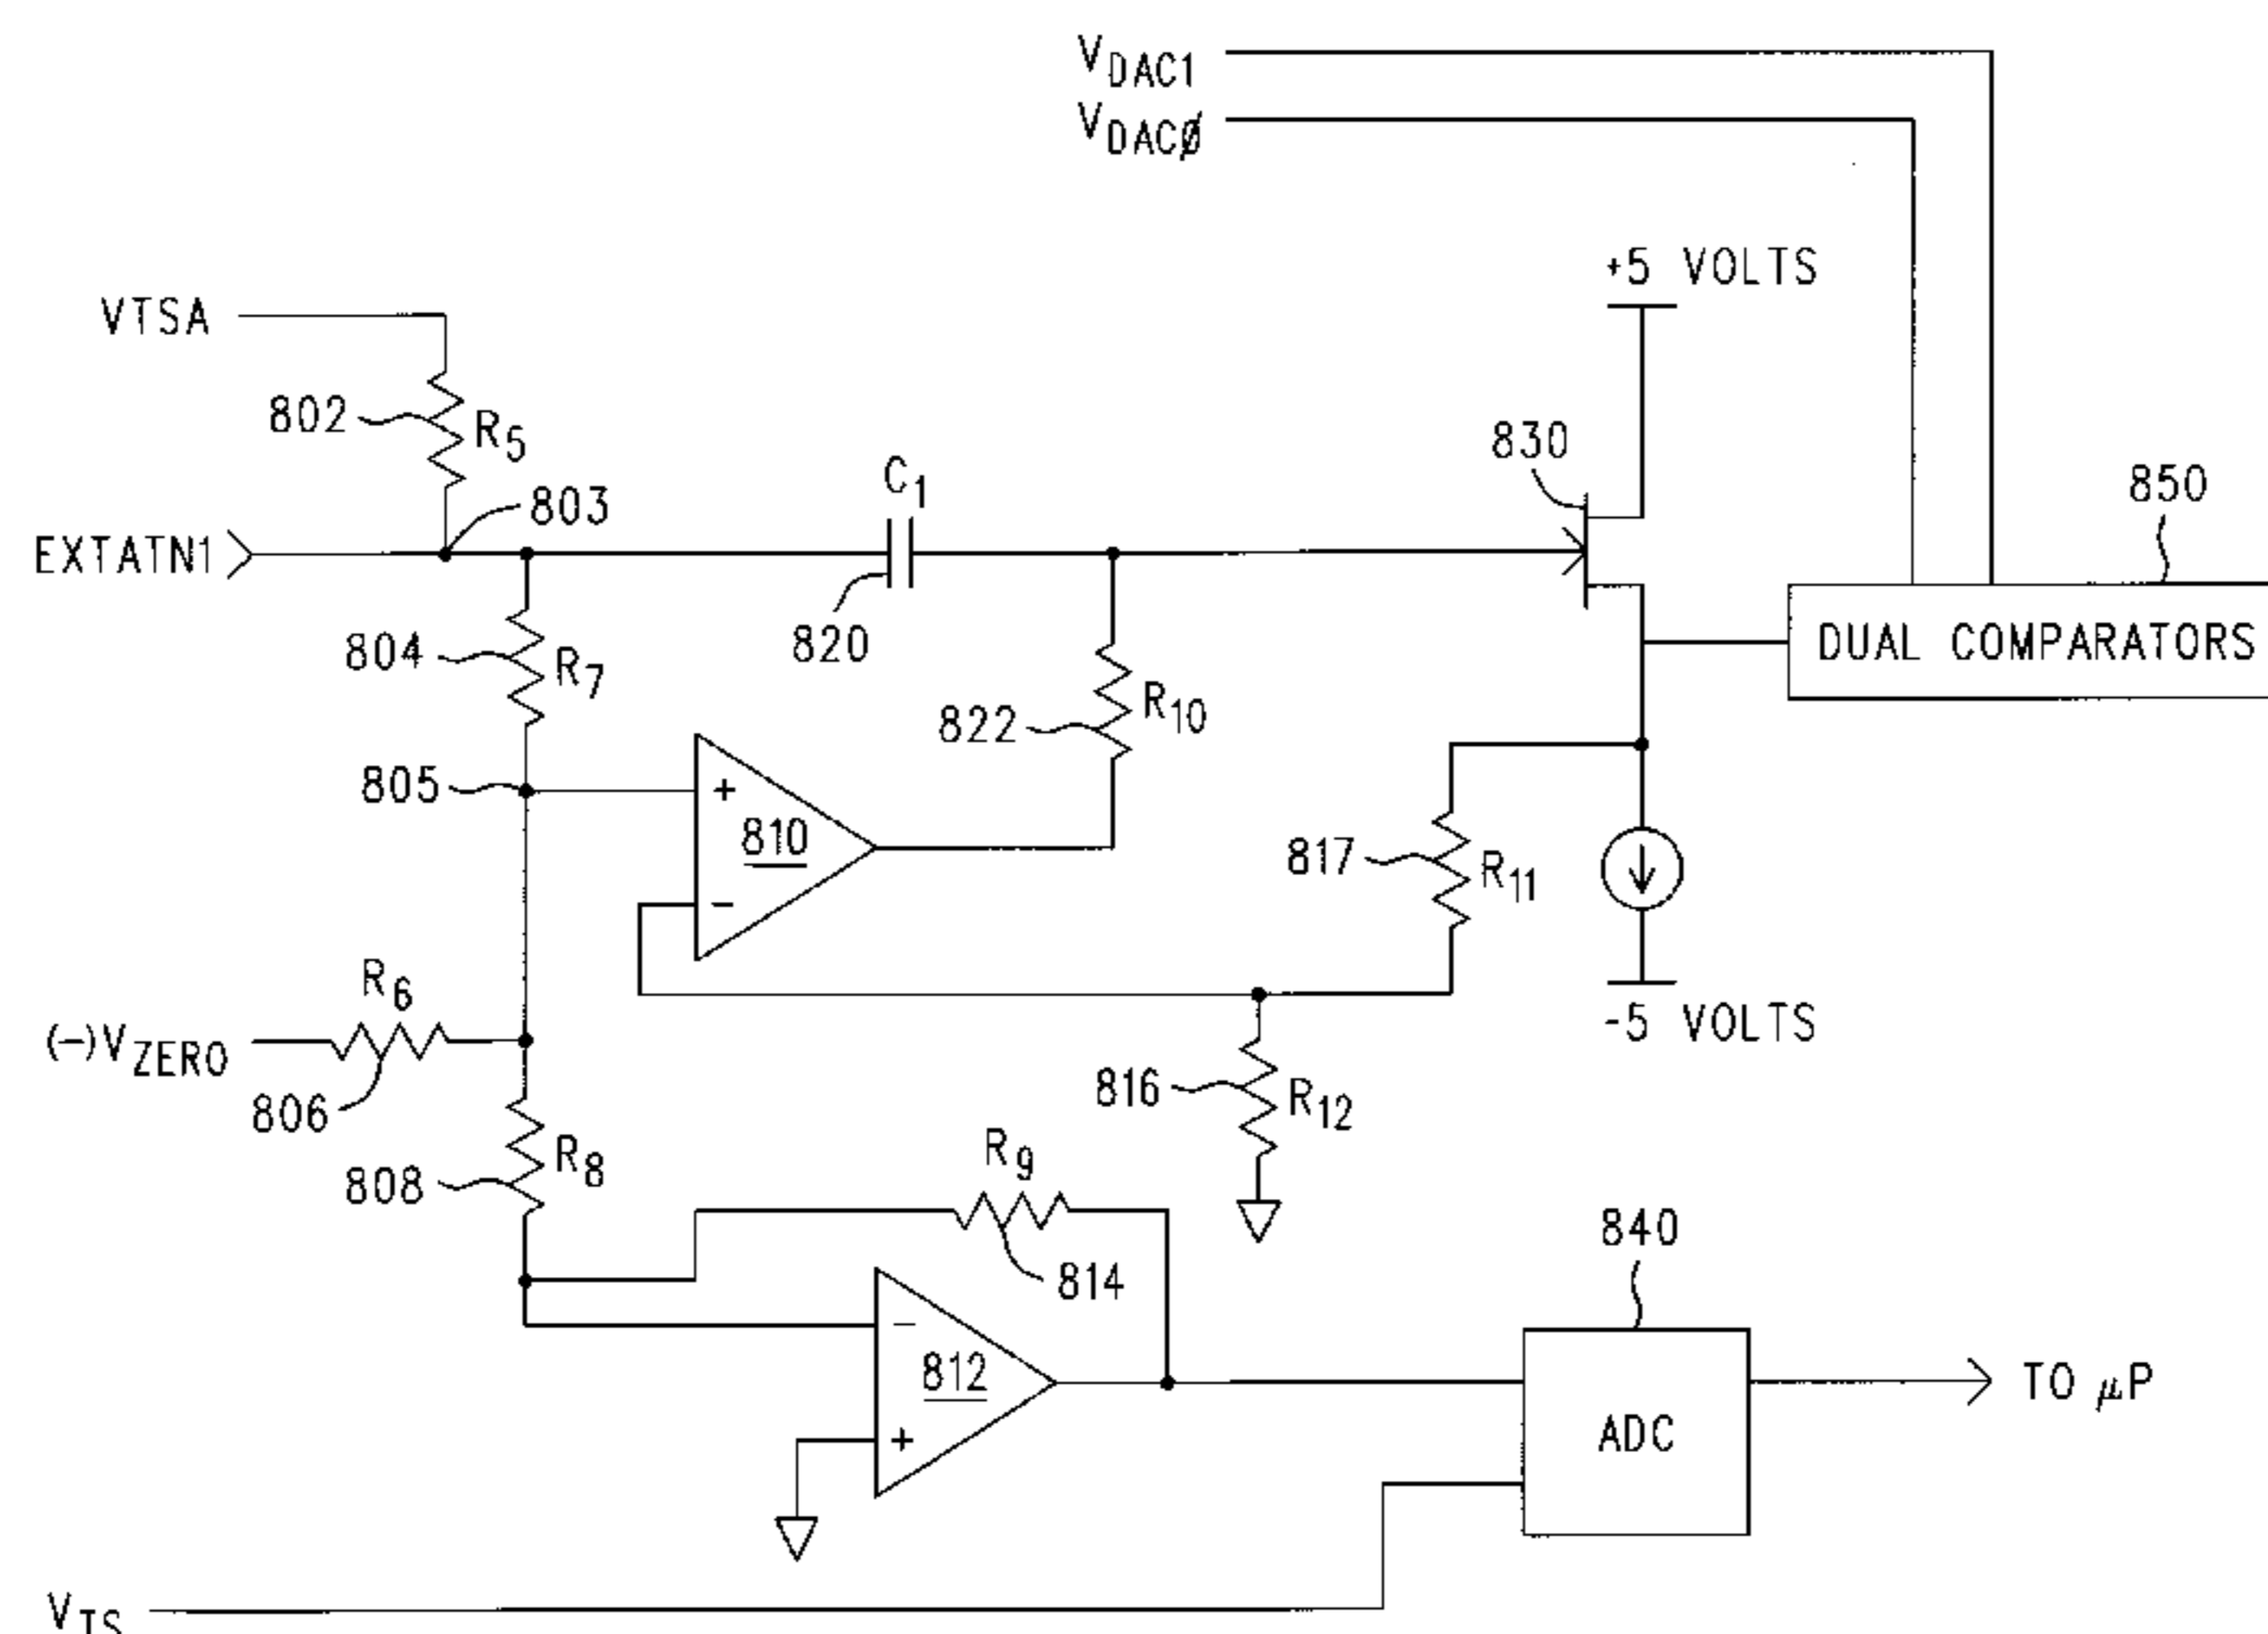 VDAC1
VDACØ
+5 VOLTS
VTSA
802
R5
830
850
C1
803
EXTATN1
820
DUAL COMPARATORS
804
R7
822
R10
805
+
810
817
R11
−
R6
(−)VZERO
-5 VOLTS
806
816
R12
R9
808
R8
840
814
−
812
TO μP
+
ADC
VTS